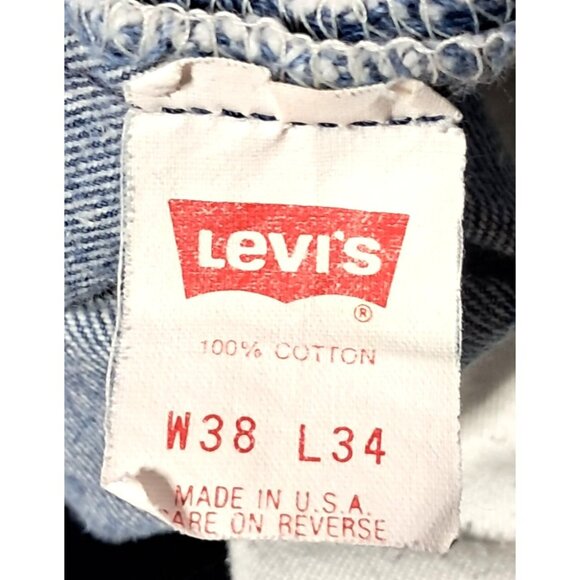 Levi's
®
100% COTTON
W38 L34
MADE IN U.S.A.
CARE ON REVERSE